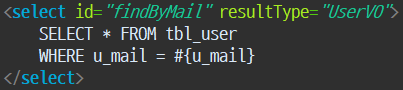 <select id="findByMail" resultType="UserVO">
SELECT * FROM tbl_user
WHERE u_mail = #{u_mail}
</select>